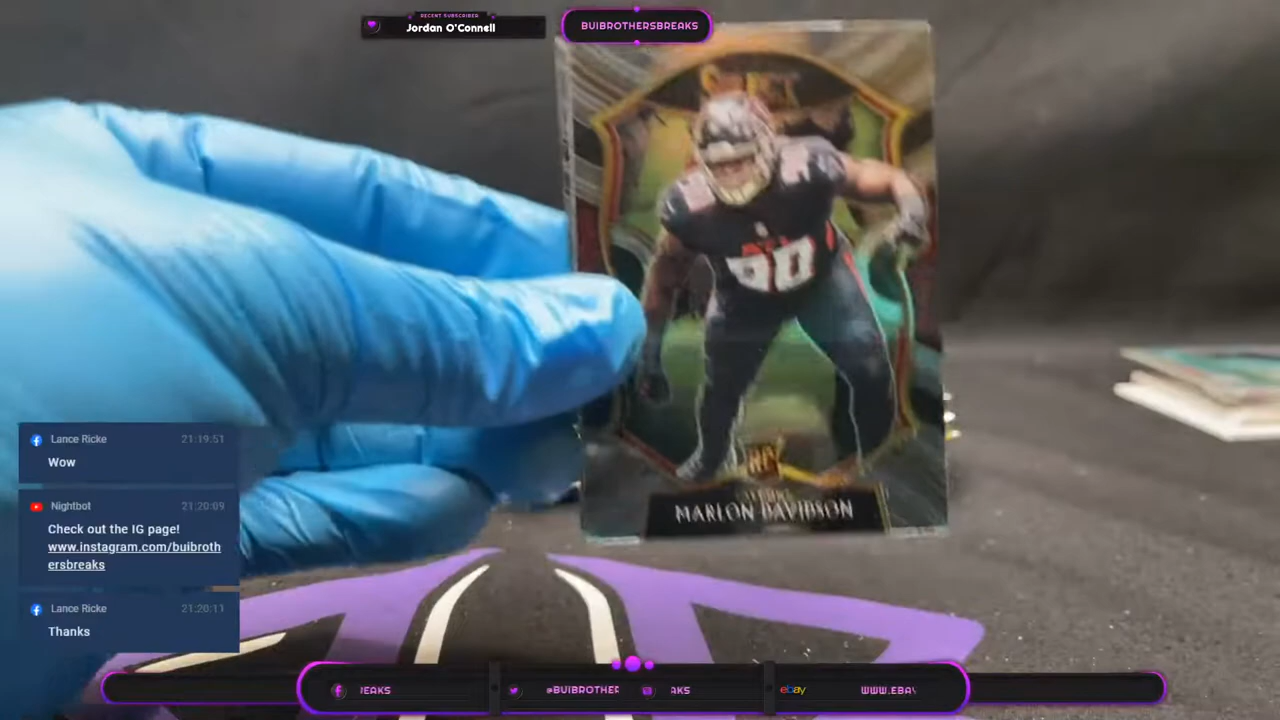 RECENT SUBSCRIBER
Jordan O'Connell
BUIBROTHERSBREAKS
SELECT
90
MARLON DAVIDSON
Lance Ricke 21:19:51
Wow
Nightbot 21:20:09
Check out the IG page!
www.instagram.com/buibroth
ersbreaks
Lance Ricke 21:20:11
Thanks
EAKS
@BUIBROTHER
AKS
ebay
WWW.EBA